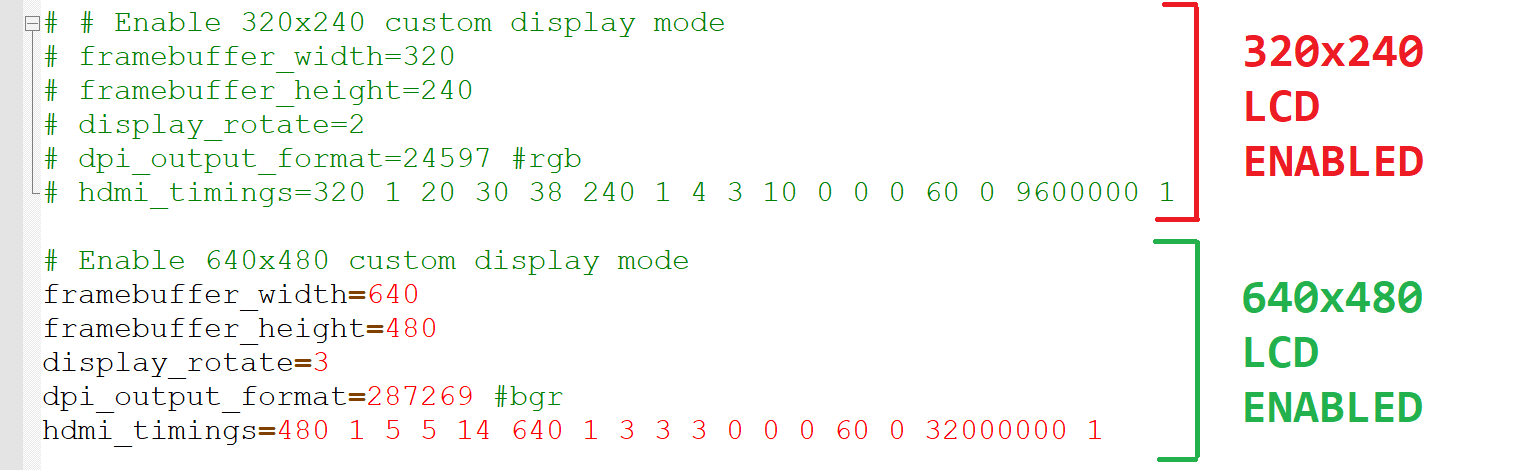 # # Enable 320x240 custom display mode
# framebuffer_width=320
# framebuffer_height=240
# display_rotate=2
# dpi_output_format=24597 #rgb
# hdmi_timings=320 1 20 30 38 240 1 4 3 10 0 0 0 60 0 9600000 1
320x240
LCD
ENABLED
# Enable 640x480 custom display mode
framebuffer_width=640
framebuffer_height=480
display_rotate=3
dpi_output_format=287269 #bgr
hdmi_timings=480 1 5 5 14 640 1 3 3 3 0 0 0 60 0 32000000 1
640x480
LCD
ENABLED